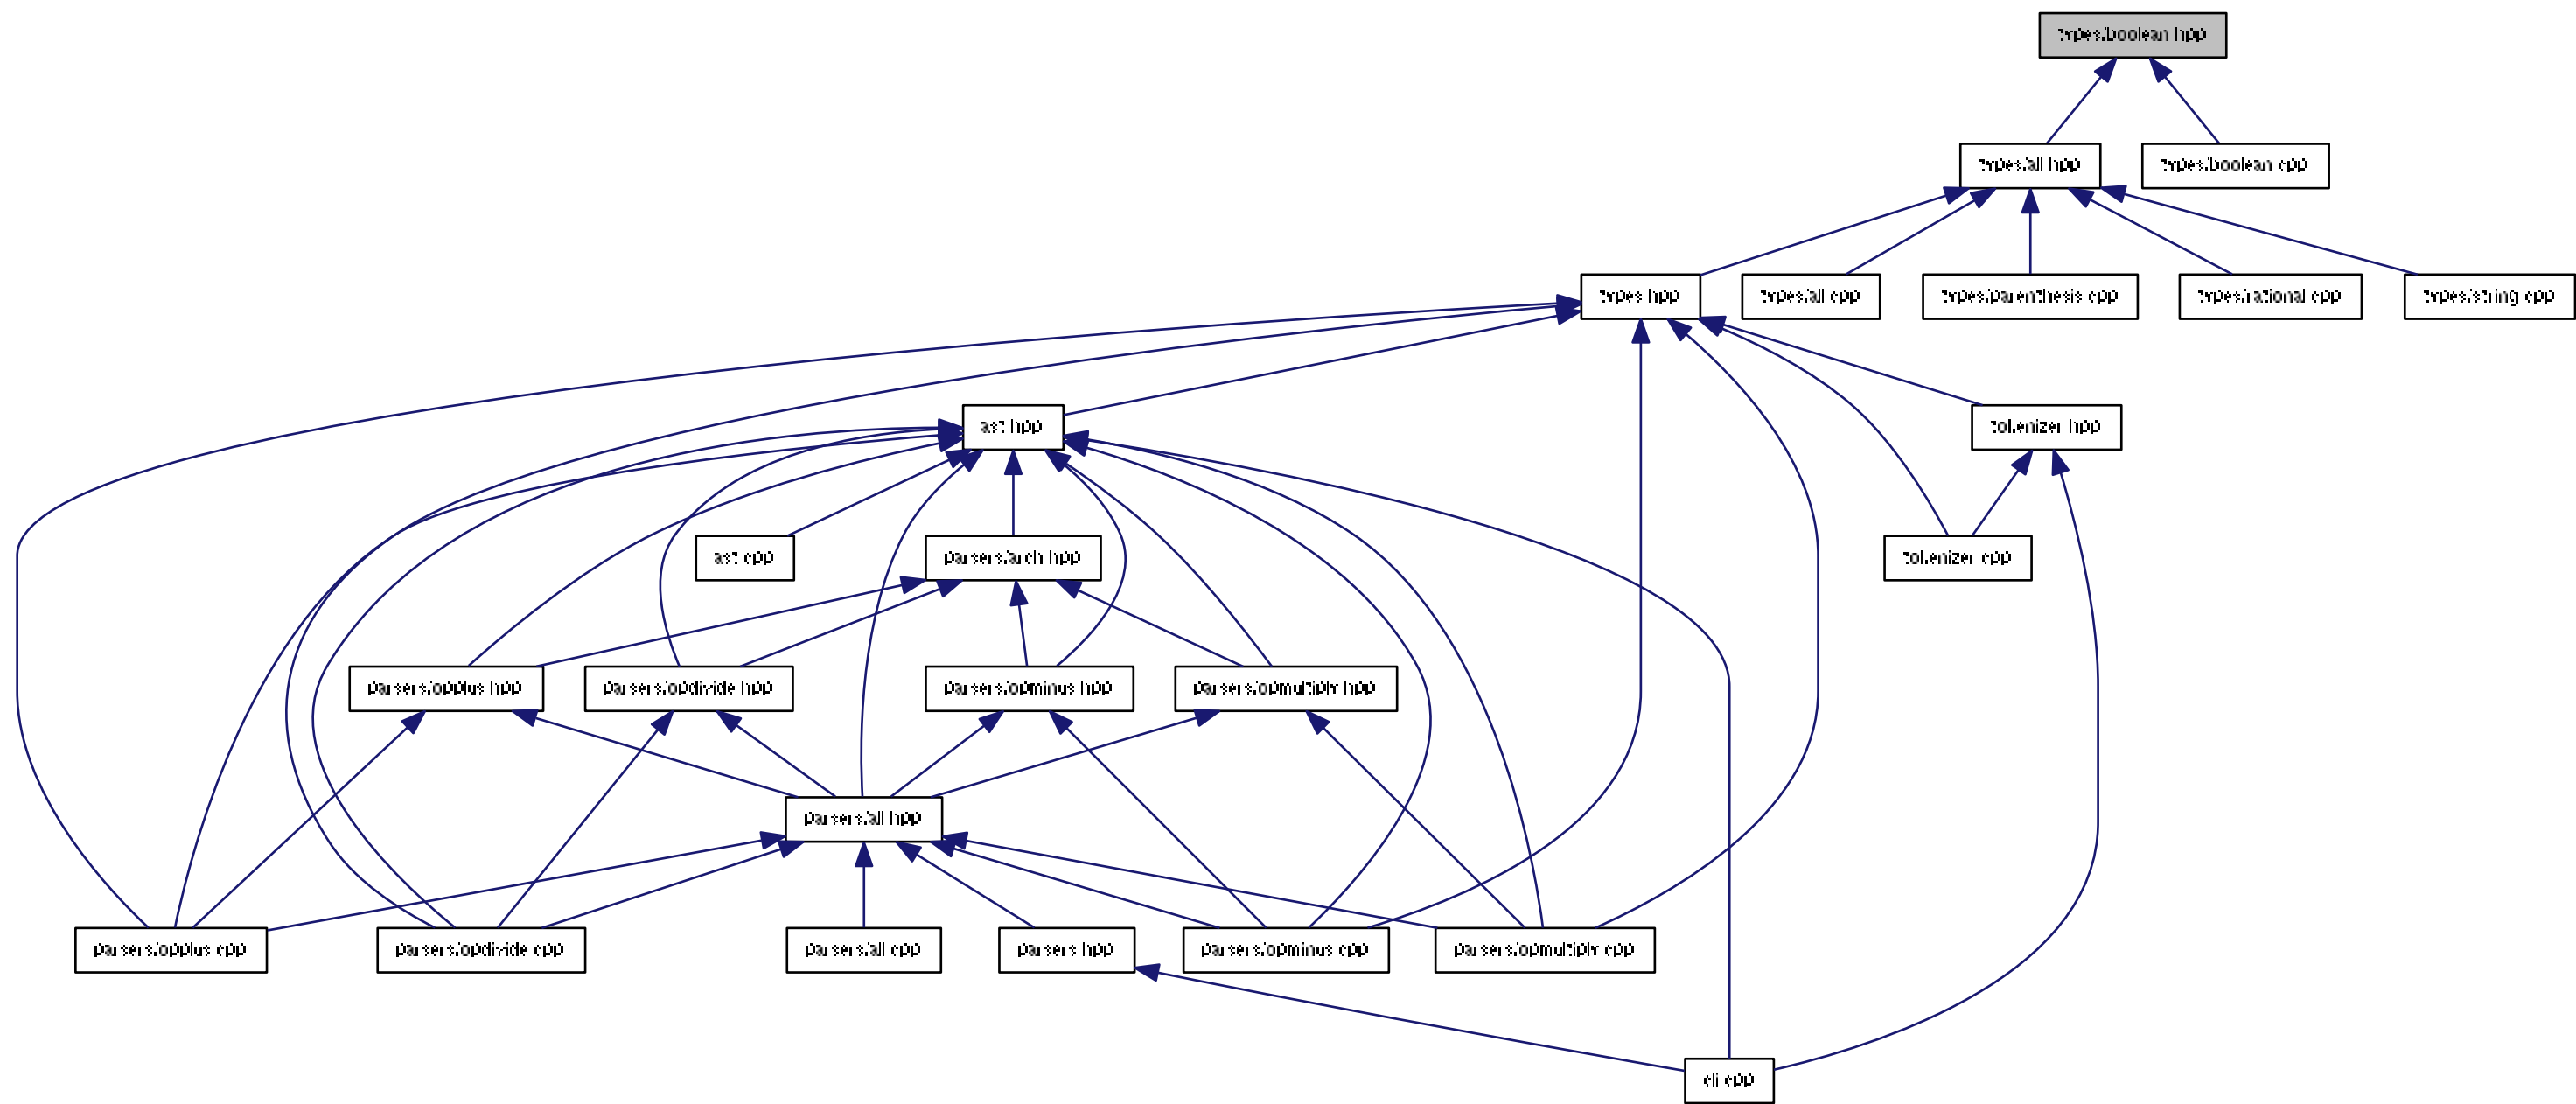 types/boolean.hpp
types/all.hpp
types/boolean.cpp
types.hpp
types/all.cpp
types/parenthesis.cpp
types/rational.cpp
types/string.cpp
ast.hpp
tokenizer.hpp
ast.cpp
parsers/arch.hpp
tokenizer.cpp
parsers/opplus.hpp
parsers/opdivide.hpp
parsers/opminus.hpp
parsers/opmultiply.hpp
parsers/all.hpp
parsers/opplus.cpp
parsers/opdivide.cpp
parsers/all.cpp
parsers.hpp
parsers/opminus.cpp
parsers/opmultiply.cpp
cli.cpp